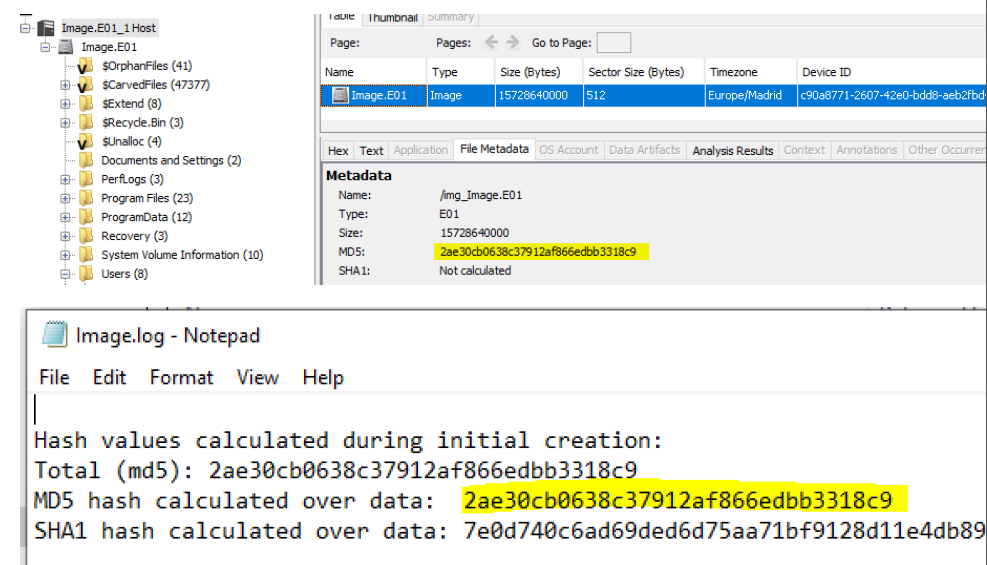 Image.E01_1 Host
Image.E01
$OrphanFiles (41)
$CarvedFiles (47377)
$Extend (8)
$Recycle.Bin (3)
$Unalloc (4)
Documents and Settings (2)
PerfLogs (3)
Program Files (23)
ProgramData (12)
Recovery (3)
System Volume Information (10)
Users (8)
Table Thumbnail Summary
Page: Pages: Go to Page:
Name Type Size (Bytes) Sector Size (Bytes) Timezone Device ID
Image.E01 Image 15728640000 512 Europe/Madrid c90a8771-2607-42e0-bdd8-aeb2fbd
Hex Text Application File Metadata OS Account Data Artifacts Analysis Results Context Annotations Other Occurren
Metadata
Name: /img_Image.E01
Type: E01
Size: 15728640000
MD5: 2ae30cb0638c37912af866edbb3318c9
SHA1: Not calculated
Image.log - Notepad
File Edit Format View Help
Hash values calculated during initial creation:
Total (md5): 2ae30cb0638c37912af866edbb3318c9
MD5 hash calculated over data: 2ae30cb0638c37912af866edbb3318c9
SHA1 hash calculated over data: 7e0d740c6ad69ded6d75aa71bf9128d11e4db89